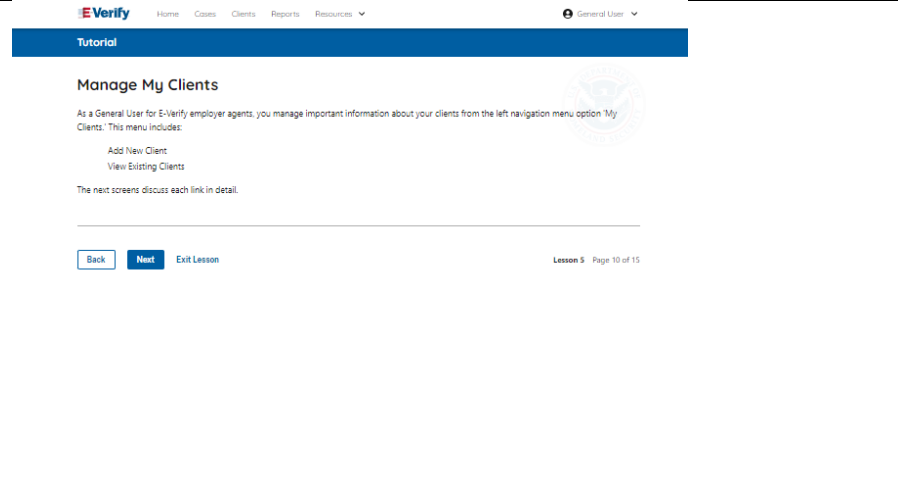 E-Verify Home Cases Clients Reports Resources General User
Tutorial
Manage My Clients
As a General User for E-Verify employer agents, you manage important information about your clients from the left navigation menu option 'My
Clients.' This menu includes:
Add New Client
View Existing Clients
The next screens discuss each link in detail.
Back Next Exit Lesson Lesson 5 Page 10 of 15